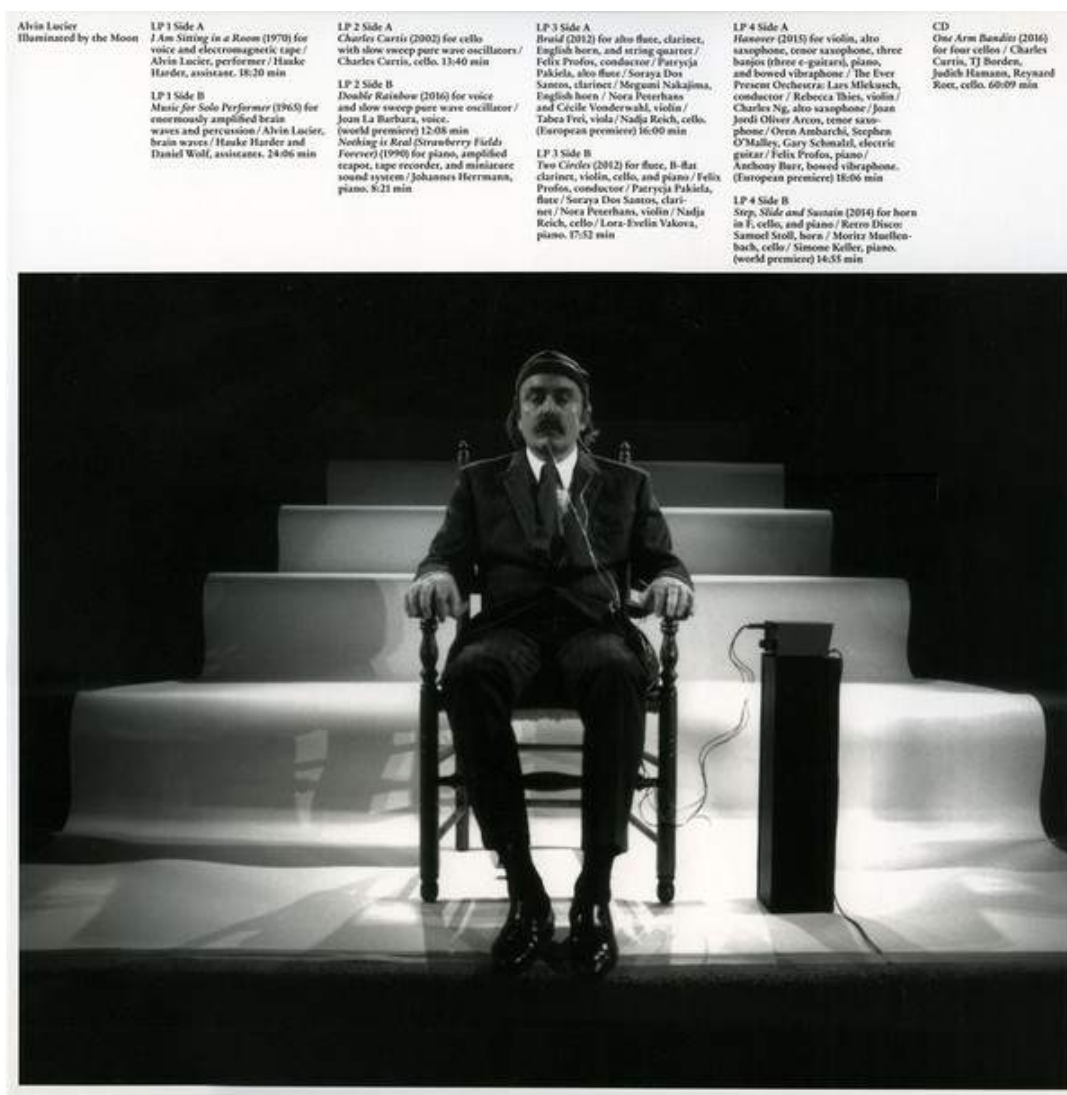 Alvin Lucier
Illuminated by the Moon
LP 1 Side A
I Am Sitting in a Room (1970) for
voice and electromagnetic tape /
Alvin Lucier, performer / Hauke
Harder, assistant. 18:20 min
LP 1 Side B
Music for Solo Performer (1965) for
enormously amplified brain
waves and percussion / Alvin Lucier,
brain waves / Hauke Harder and
Daniel Wolf, assistants. 24:06 min
LP 2 Side A
Charles Curtis (2002) for cello
with slow sweep pure wave oscillators /
Charles Curtis, cello. 13:40 min
LP 2 Side B
Double Rainbow (2016) for voice
and slow sweep pure wave oscillator /
Joan La Barbara, voice.
(world premiere) 12:08 min
Nothing is Real (Strawberry Fields
Forever) (1990) for piano, amplified
teapot, tape recorder, and miniature
sound system / Johannes Herrmann,
piano. 8:21 min
LP 3 Side A
Braid (2012) for alto flute, clarinet,
English horn, and string quartet /
Felix Profos, conductor / Patrycja
Pakiela, alto flute / Soraya Dos
Santos, clarinet / Megumi Nakajima,
English horn / Nora Peterhans
and Cécile Vonderwahl, violin /
Tabea Frei, viola / Nadja Reich, cello.
(European premiere) 16:00 min
LP 3 Side B
Two Circles (2012) for flute, B-flat
clarinet, violin, cello, and piano / Felix
Profos, conductor / Patrycja Pakiela,
flute / Soraya Dos Santos, clari-
net / Nora Peterhans, violin / Nadja
Reich, cello / Lora-Evelin Vakova,
piano. 17:52 min
LP 4 Side A
Hanover (2015) for violin, alto
saxophone, tenor saxophone, three
banjos (three e-guitars), piano,
and bowed vibraphone / The Ever
Present Orchestra: Lars Mlekusch,
conductor / Rebecca Thies, violin /
Charles Ng, alto saxophone / Joan
Jordi Oliver Arcos, tenor saxo-
phone / Oren Ambarchi, Stephen
O'Malley, Gary Schmalzl, electric
guitar / Felix Profos, piano /
Anthony Burr, bowed vibraphone.
(European premiere) 18:06 min
LP 4 Side B
Step, Slide and Sustain (2014) for horn
in F, cello, and piano / Retro Disco:
Samuel Stoll, horn / Moritz Muellen-
bach, cello / Simone Keller, piano.
(world premiere) 14:55 min
CD
One Arm Bandits (2016)
for four cellos / Charles
Curtis, TJ Borden,
Judith Hamann, Reynard
Rott, cello. 60:09 min